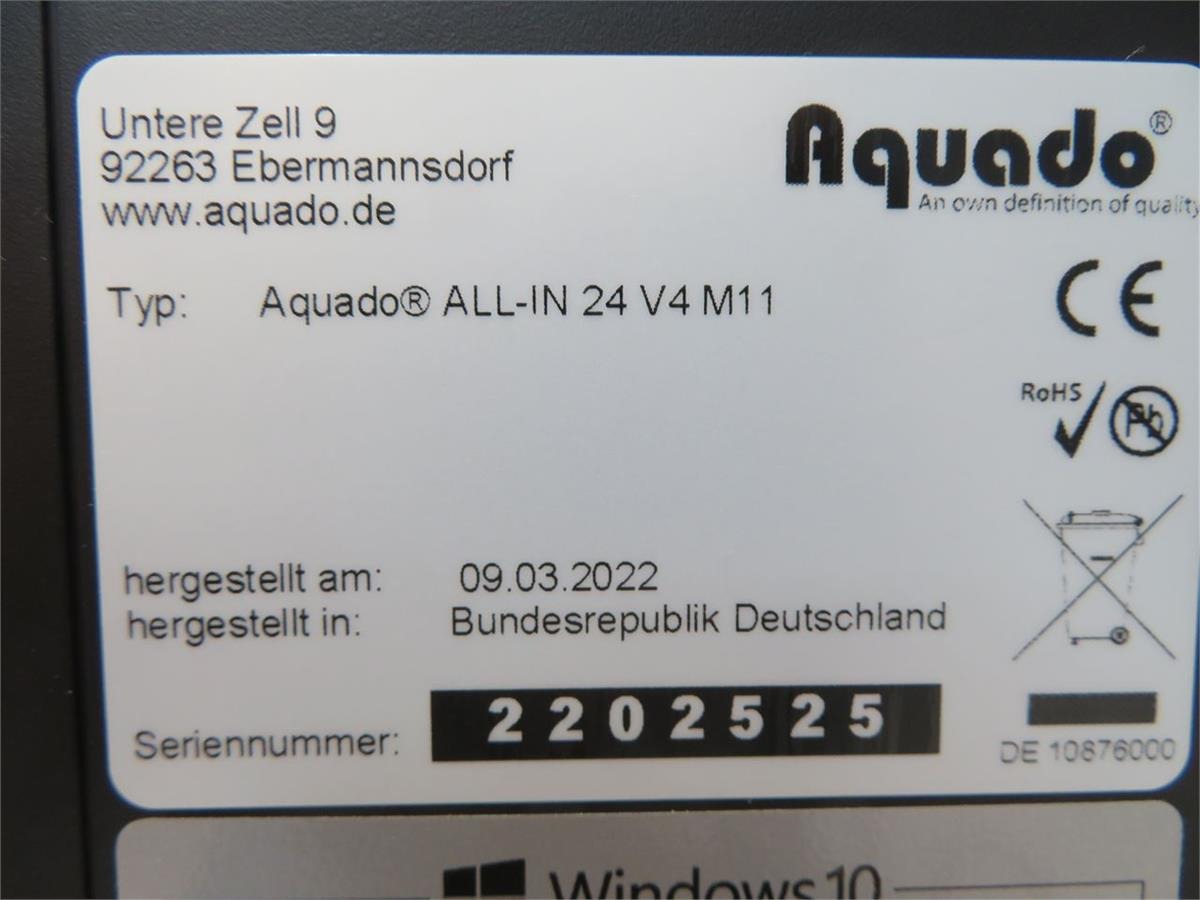 Untere Zell 9
92263 Ebermannsdorf
www.aquado.de
Aquado®
An own definition of quality
Typ: Aquado® ALL-IN 24 V4 M11
CE
RoHS
Pb
hergestellt am: 09.03.2022
hergestellt in: Bundesrepublik Deutschland
Seriennummer: 2202525
DE 10876000
Windows 10